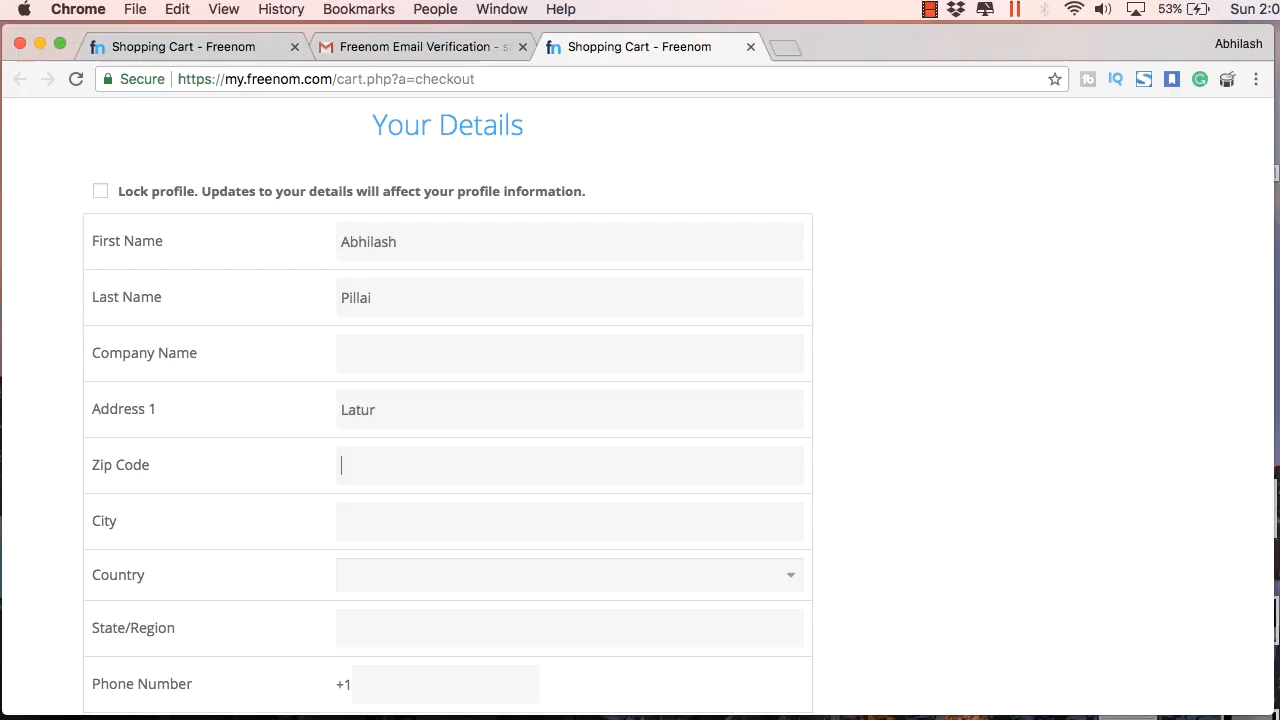 Chrome File Edit View History Bookmarks People Window Help 53% Sun 2:0
fn Shopping Cart - Freenom
Freenom Email Verification - s
fn Shopping Cart - Freenom
Abhilash
Secure https://my.freenom.com/cart.php?a=checkout
Your Details
Lock profile. Updates to your details will affect your profile information.
First Name Abhilash
Last Name Pillai
Company Name
Address 1 Latur
Zip Code
City
Country
State/Region
Phone Number +1